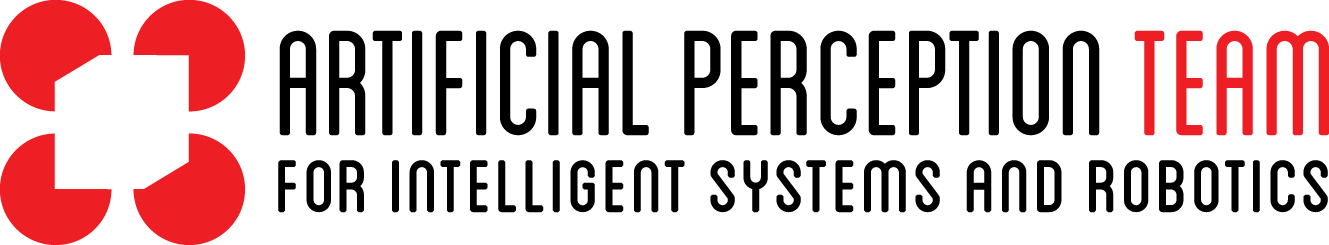 ARTIFICIAL PERCEPTION TEAM
FOR INTELLIGENT SYSTEMS AND ROBOTICS